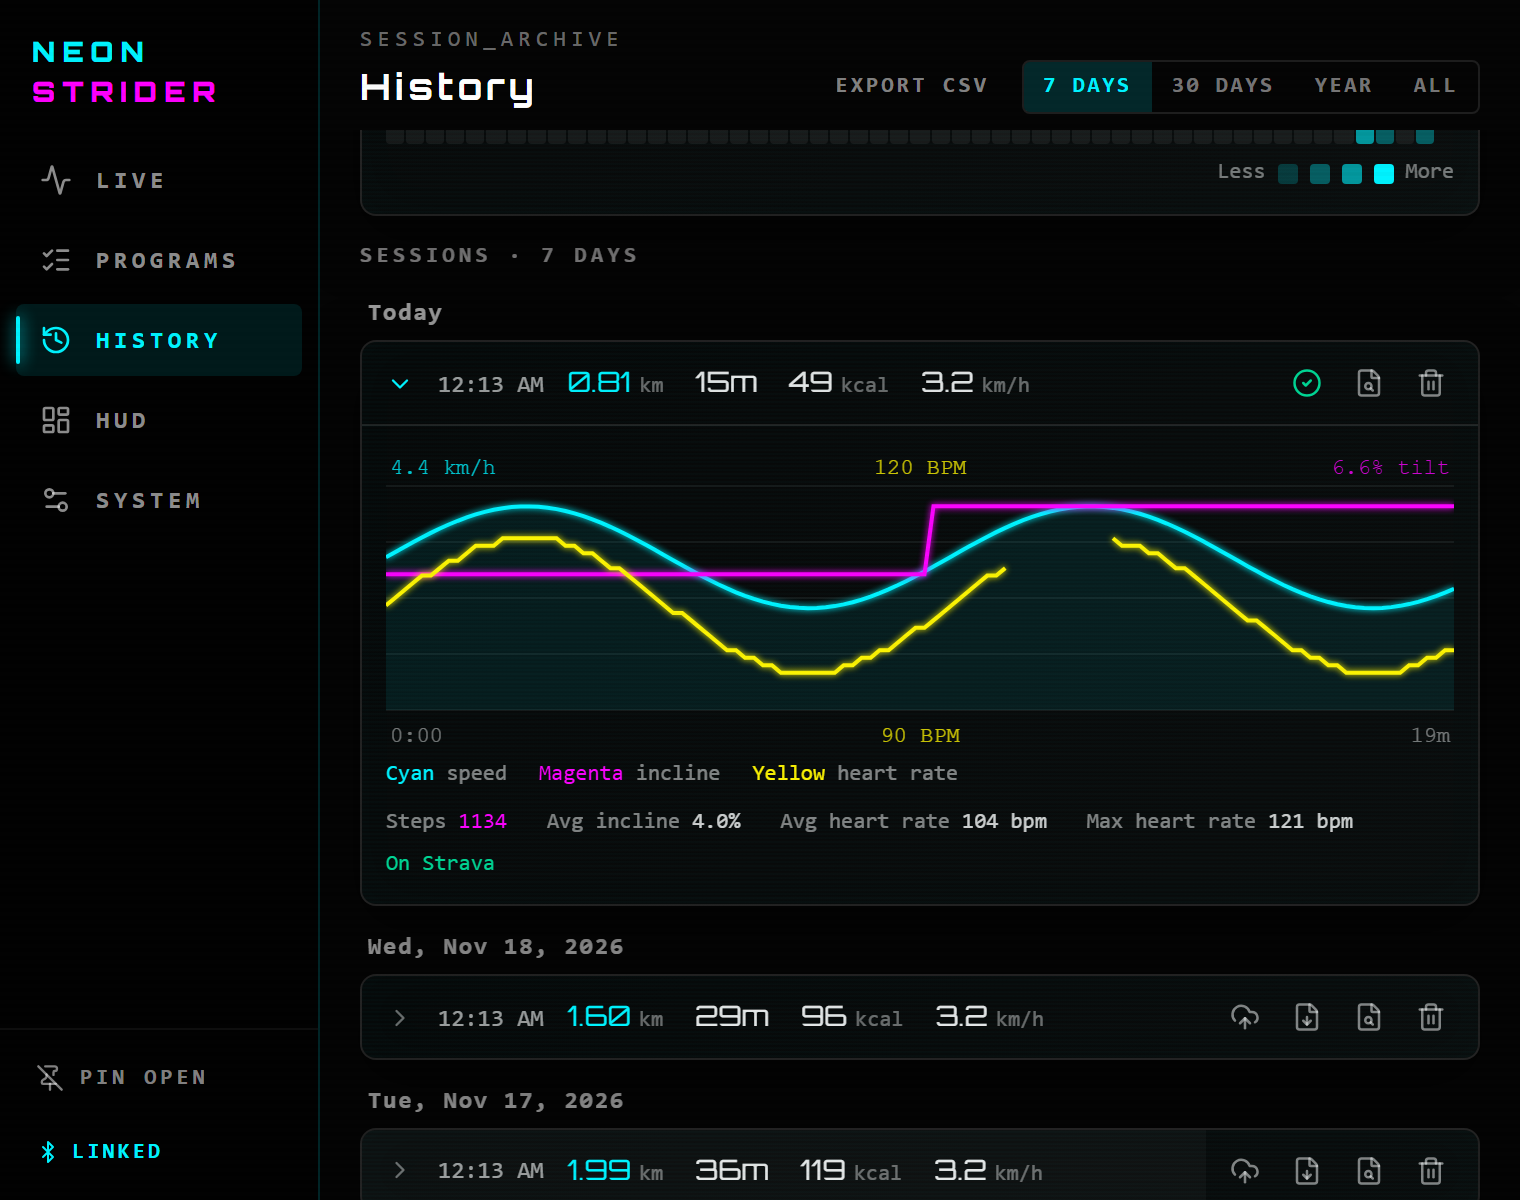 NEON
STRIDER
LIVE
PROGRAMS
HISTORY
HUD
SYSTEM
PIN OPEN
LINKED
SESSION_ARCHIVE
History
EXPORT CSV
7 DAYS
30 DAYS
YEAR
ALL
Less
More
SESSIONS · 7 DAYS
Today
12:13 AM 0.81 km 15m 49 kcal 3.2 km/h
4.4 km/h
120 BPM
6.6% tilt
0:00
90 BPM
19m
Cyan speed Magenta incline Yellow heart rate
Steps 1134 Avg incline 4.0% Avg heart rate 104 bpm Max heart rate 121 bpm
On Strava
Wed, Nov 18, 2026
12:13 AM 1.60 km 29m 96 kcal 3.2 km/h
Tue, Nov 17, 2026
12:13 AM 1.99 km 36m 119 kcal 3.2 km/h